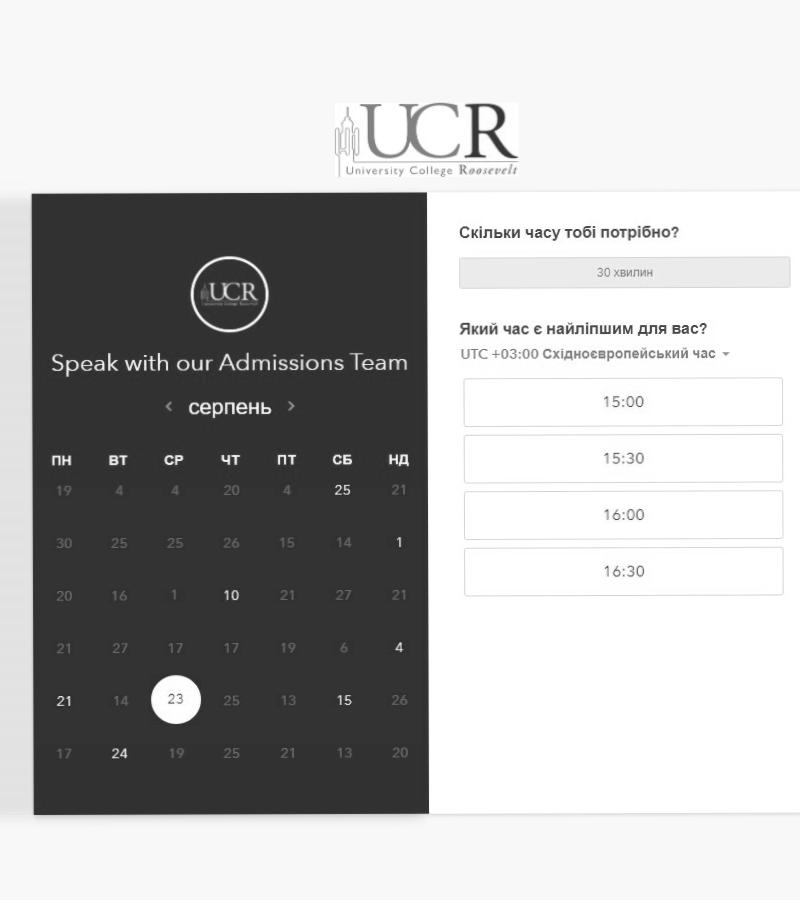 UCR
University College Roosevelt
UCR
Speak with our Admissions Team
серпень
ПН ВТ СР ЧТ ПТ СБ НД
19 4 4 20 4 25 21
30 25 25 26 15 14 1
20 16 1 10 21 27 21
21 27 17 17 19 6 4
21 14 23 25 13 15 26
17 24 19 25 21 13 20
Скільки часу тобі потрібно?
30 хвилин
Який час є найліпшим для вас?
UTC +03:00 Східноєвропейський час
15:00
15:30
16:00
16:30